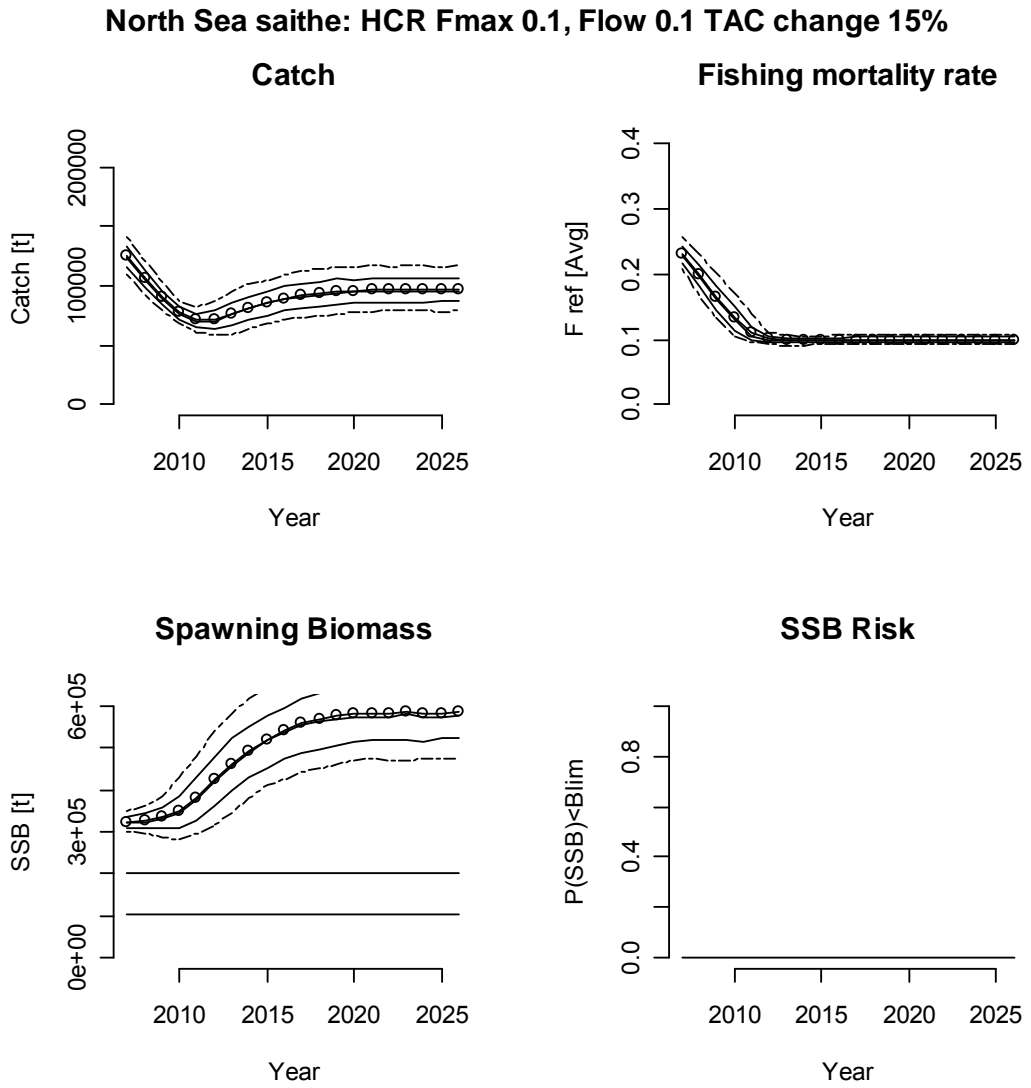 North Sea saithe: HCR Fmax 0.1, Flow 0.1 TAC change 15%
Catch
Catch [t]
0 100000 200000
2010 2015 2020 2025
Year
Fishing mortality rate
F ref [Avg]
0.0 0.1 0.2 0.3 0.4
2010 2015 2020 2025
Year
Spawning Biomass
SSB [t]
0e+00 3e+05 6e+05
2010 2015 2020 2025
Year
SSB Risk
P(SSB)<Blim
0.0 0.4 0.8
2010 2015 2020 2025
Year